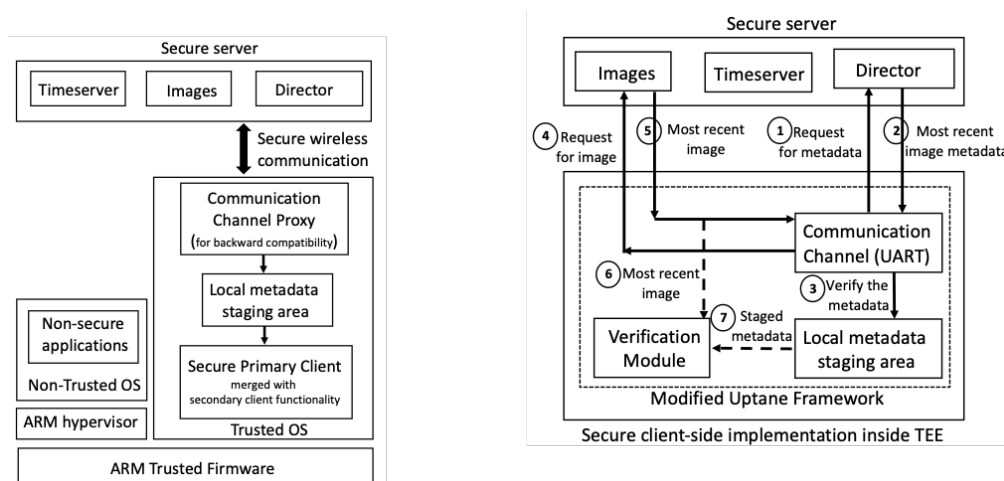 Secure server
Timeserver
Images
Director
Secure wireless
communication
Communication
Channel Proxy
(for backward compatibility)
Local metadata
staging area
Secure Primary Client
merged with
secondary client functionality
Trusted OS
Non-secure
applications
Non-Trusted OS
ARM hypervisor
ARM Trusted Firmware
Secure server
Images
Timeserver
Director
4 Request
for image
5 Most recent
image
1 Request
for metadata
2 Most recent
image metadata
Communication
Channel (UART)
6 Most recent
image
3 Verify the
metadata
7 Staged
metadata
Verification
Module
Local metadata
staging area
Modified Uptane Framework
Secure client-side implementation inside TEE